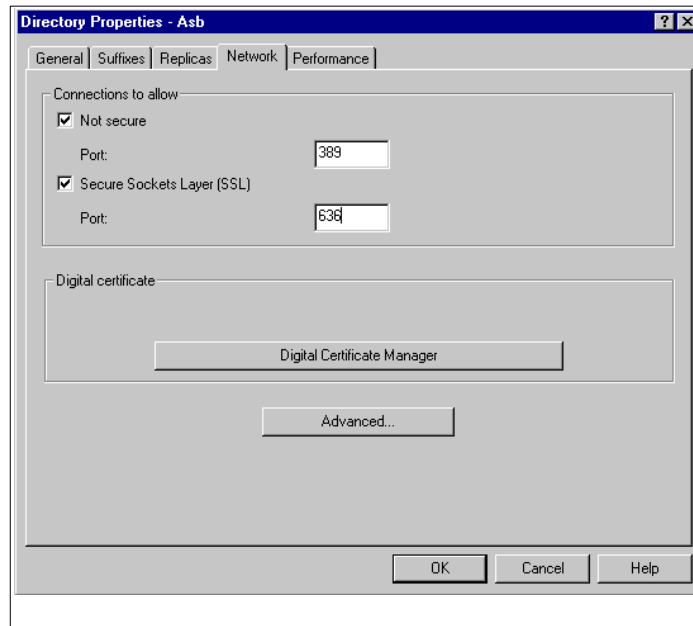 Directory Properties - Asb
General Suffixes Replicas Network Performance
Connections to allow
Not secure
Port: 389
Secure Sockets Layer (SSL)
Port: 636
Digital certificate
Digital Certificate Manager
Advanced...
OK Cancel Help